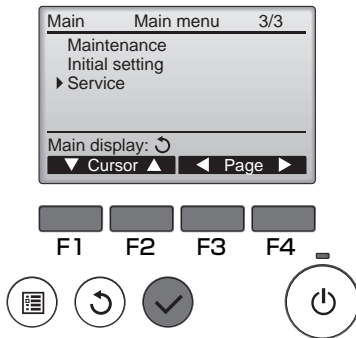 Main Main menu 3/3
Maintenance
Initial setting
Service
Main display:
Cursor Page
F1 F2 F3 F4